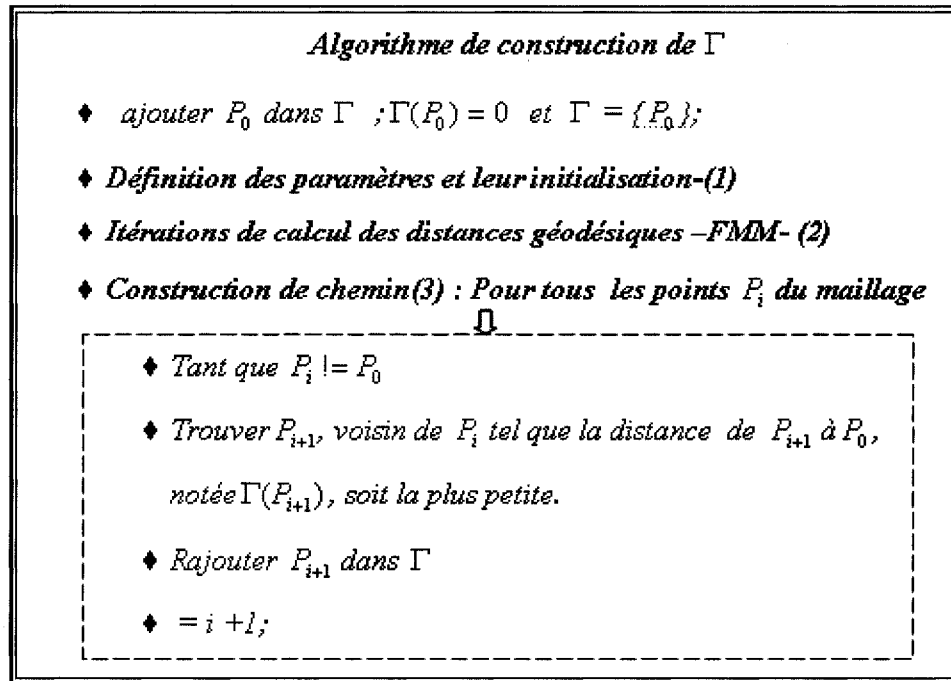 Algorithme de construction de Γ
♦ ajouter P₀ dans Γ ; Γ(P₀) = 0 et Γ = {P₀};
♦ Définition des paramètres et leur initialisation-(1)
♦ Itérations de calcul des distances géodésiques –FMM- (2)
♦ Construction de chemin(3) : Pour tous les points Pᵢ du maillage
♦ Tant que Pᵢ != P₀
♦ Trouver Pᵢ₊₁, voisin de Pᵢ tel que la distance de Pᵢ₊₁ à P₀,
notée Γ(Pᵢ₊₁), soit la plus petite.
♦ Rajouter Pᵢ₊₁ dans Γ
♦ = i +1;